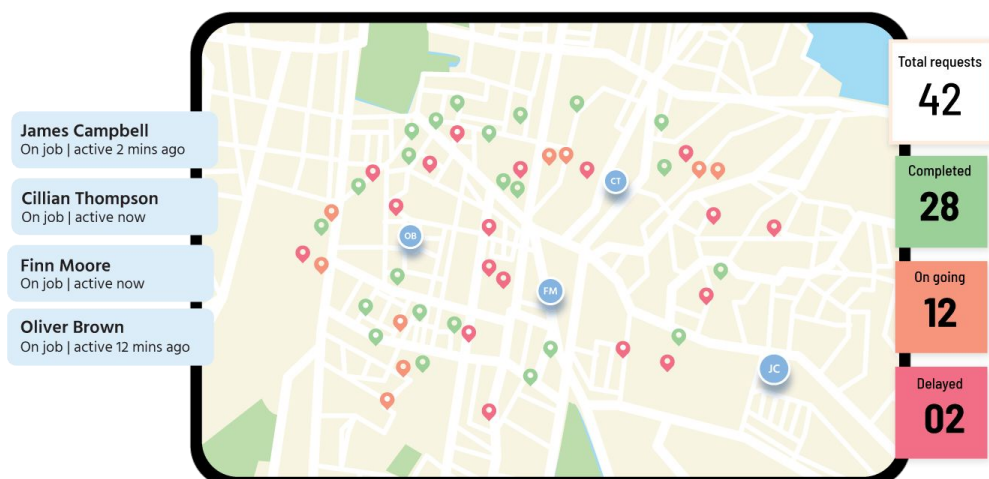 James Campbell
On job | active 2 mins ago
Cillian Thompson
On job | active now
Finn Moore
On job | active now
Oliver Brown
On job | active 12 mins ago
CT
OB
FM
JC
Total requests
42
Completed
28
On going
12
Delayed
02